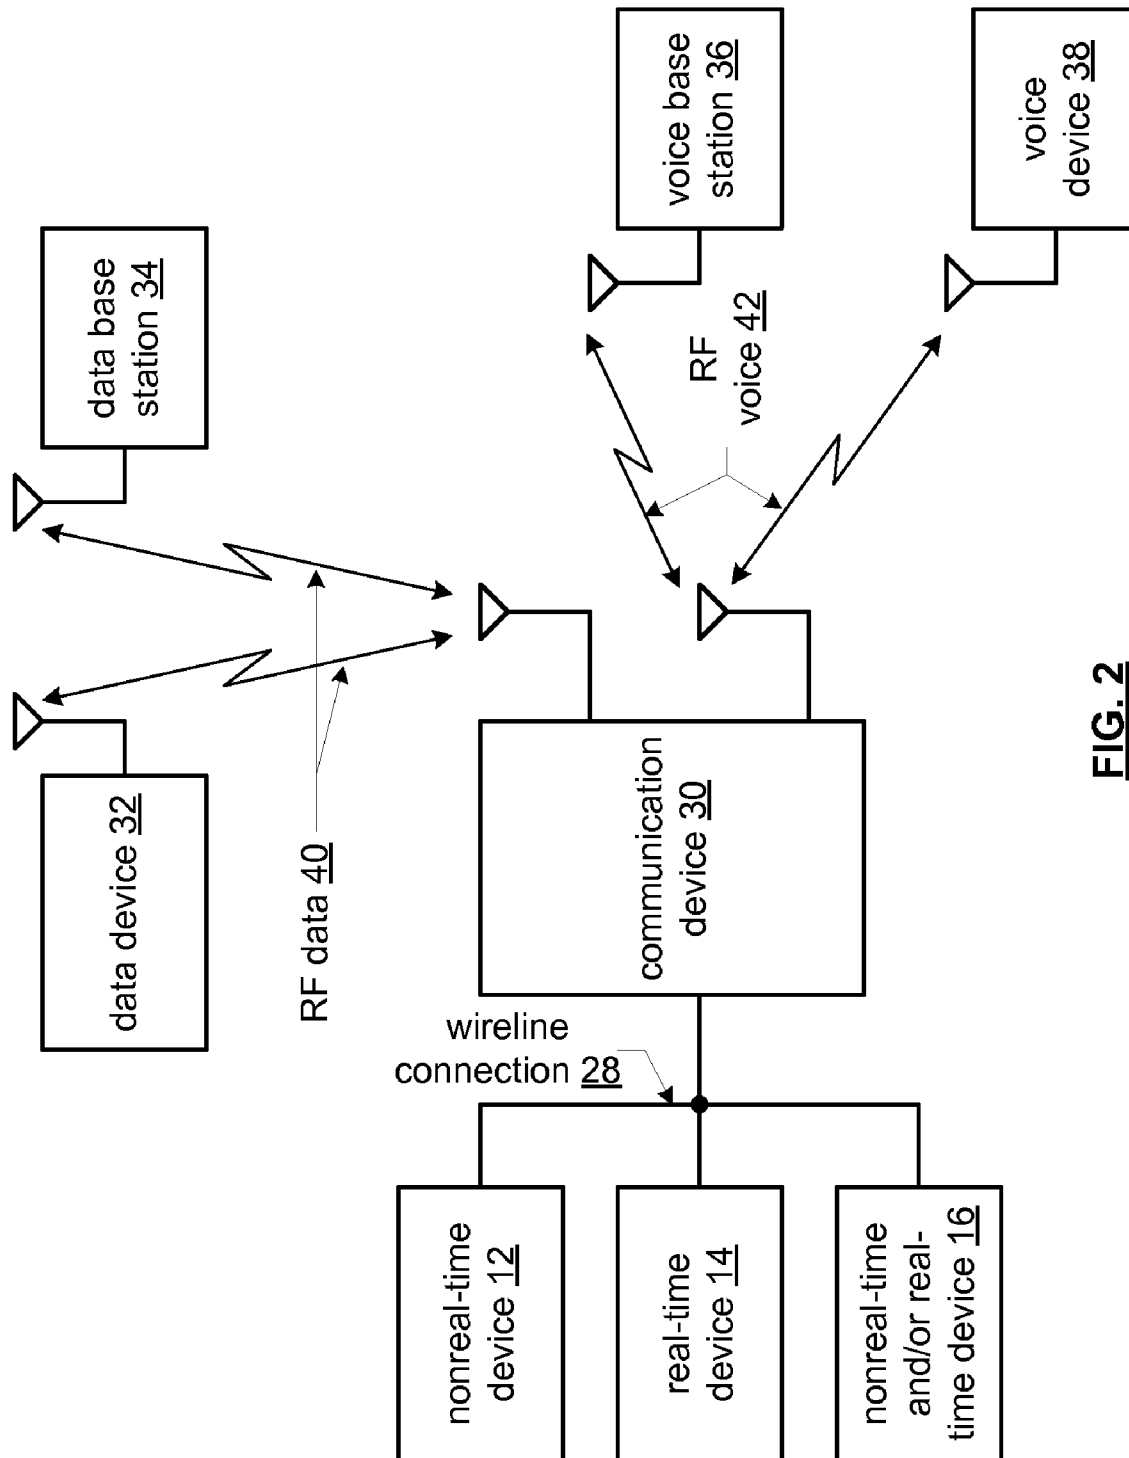 data device 32
data base
station 34
RF data 40
wireline
connection 28
nonreal-time
device 12
real-time
device 14
nonreal-time
and/or real-
time device 16
communication
device 30
RF
voice 42
voice base
station 36
voice
device 38
FIG. 2